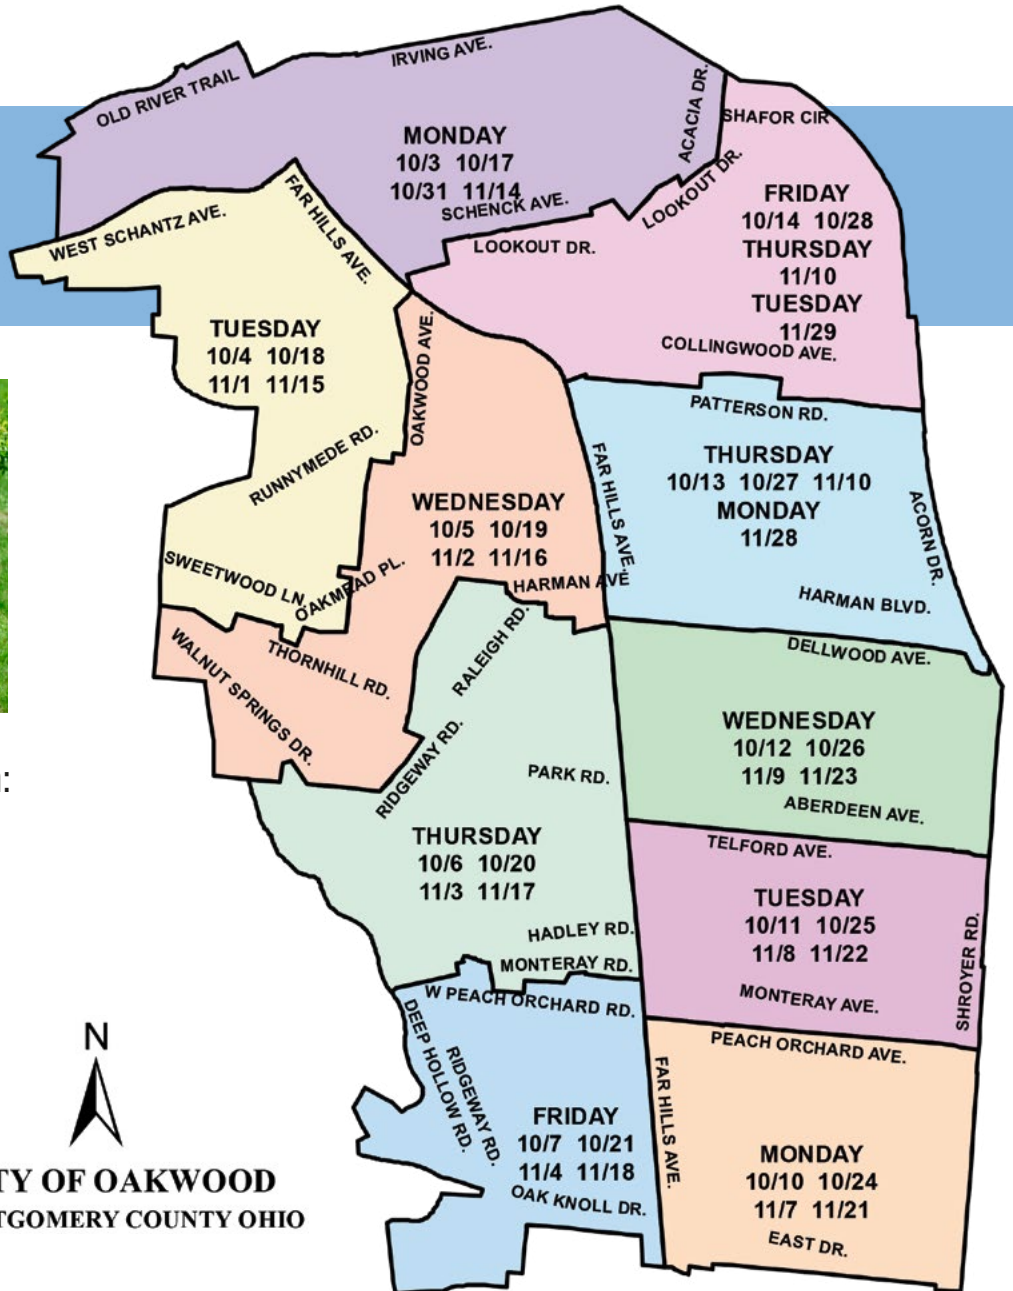 OLD RIVER TRAIL
IRVING AVE.
ACACIA DR.
SHAFOR CIR
MONDAY
10/3 10/17
10/31 11/14
SCHENCK AVE.
LOOKOUT DR.
LOOKOUT DR.
FRIDAY
10/14 10/28
THURSDAY
11/10
TUESDAY
11/29
COLLINGWOOD AVE.
WEST SCHANTZ AVE.
FAR HILLS AVE.
TUESDAY
10/4 10/18
11/1 11/15
RUNNYMEDE RD.
SWEETWOOD LN.
OAKMEAD PL.
OAKWOOD AVE.
WEDNESDAY
10/5 10/19
11/2 11/16
HARMAN AVE
THORNHILL RD.
WALNUT SPRINGS DR.
FAR HILLS AVE.
PATTERSON RD.
THURSDAY
10/13 10/27 11/10
MONDAY
11/28
ACORN DR.
HARMAN BLVD.
DELLWOOD AVE.
WEDNESDAY
10/12 10/26
11/9 11/23
ABERDEEN AVE.
RALEIGH RD.
RIDGEWAY RD.
PARK RD.
THURSDAY
10/6 10/20
11/3 11/17
HADLEY RD.
MONTERAY RD.
TELFORD AVE.
TUESDAY
10/11 10/25
11/8 11/22
MONTERAY AVE.
SHROYER RD.
W PEACH ORCHARD RD.
DEEP HOLLOW RD.
RIDGEWAY RD.
FRIDAY
10/7 10/21
11/4 11/18
OAK KNOLL DR.
FAR HILLS AVE.
PEACH ORCHARD AVE.
MONDAY
10/10 10/24
11/7 11/21
EAST DR.
N
TY OF OAKWOOD
TGOMERY COUNTY OHIO